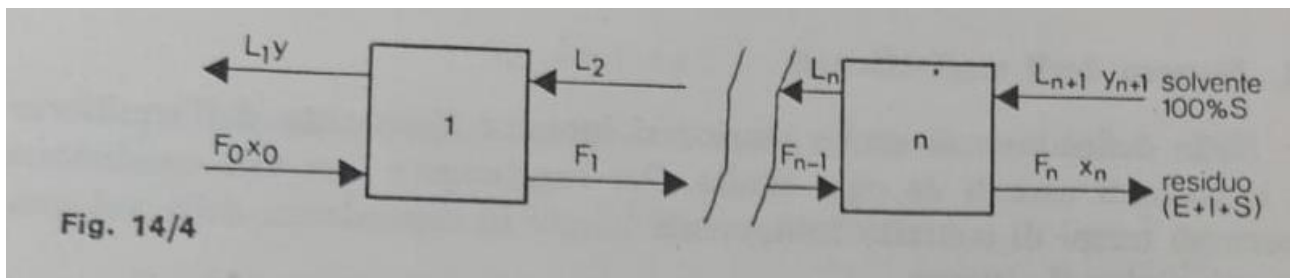 L₁y
L₂
Lₙ
Lₙ₊₁ yₙ₊₁ solvente
100%S
1
n
F₀x₀
F₁
Fₙ₋₁
Fₙ xₙ
residuo
(E+I+S)
Fig. 14/4